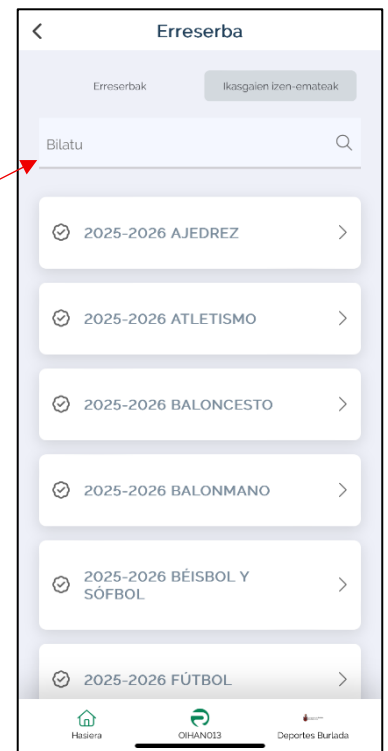 Erreserba
Erreserbak
Ikasgaien izen-emateak
Bilatu
2025-2026 AJEDREZ
2025-2026 ATLETISMO
2025-2026 BALONCESTO
2025-2026 BALONMANO
2025-2026 BÉISBOL Y
SÓFBOL
2025-2026 FÚTBOL
Hasiera
OIHAN013
Deportes Burlada